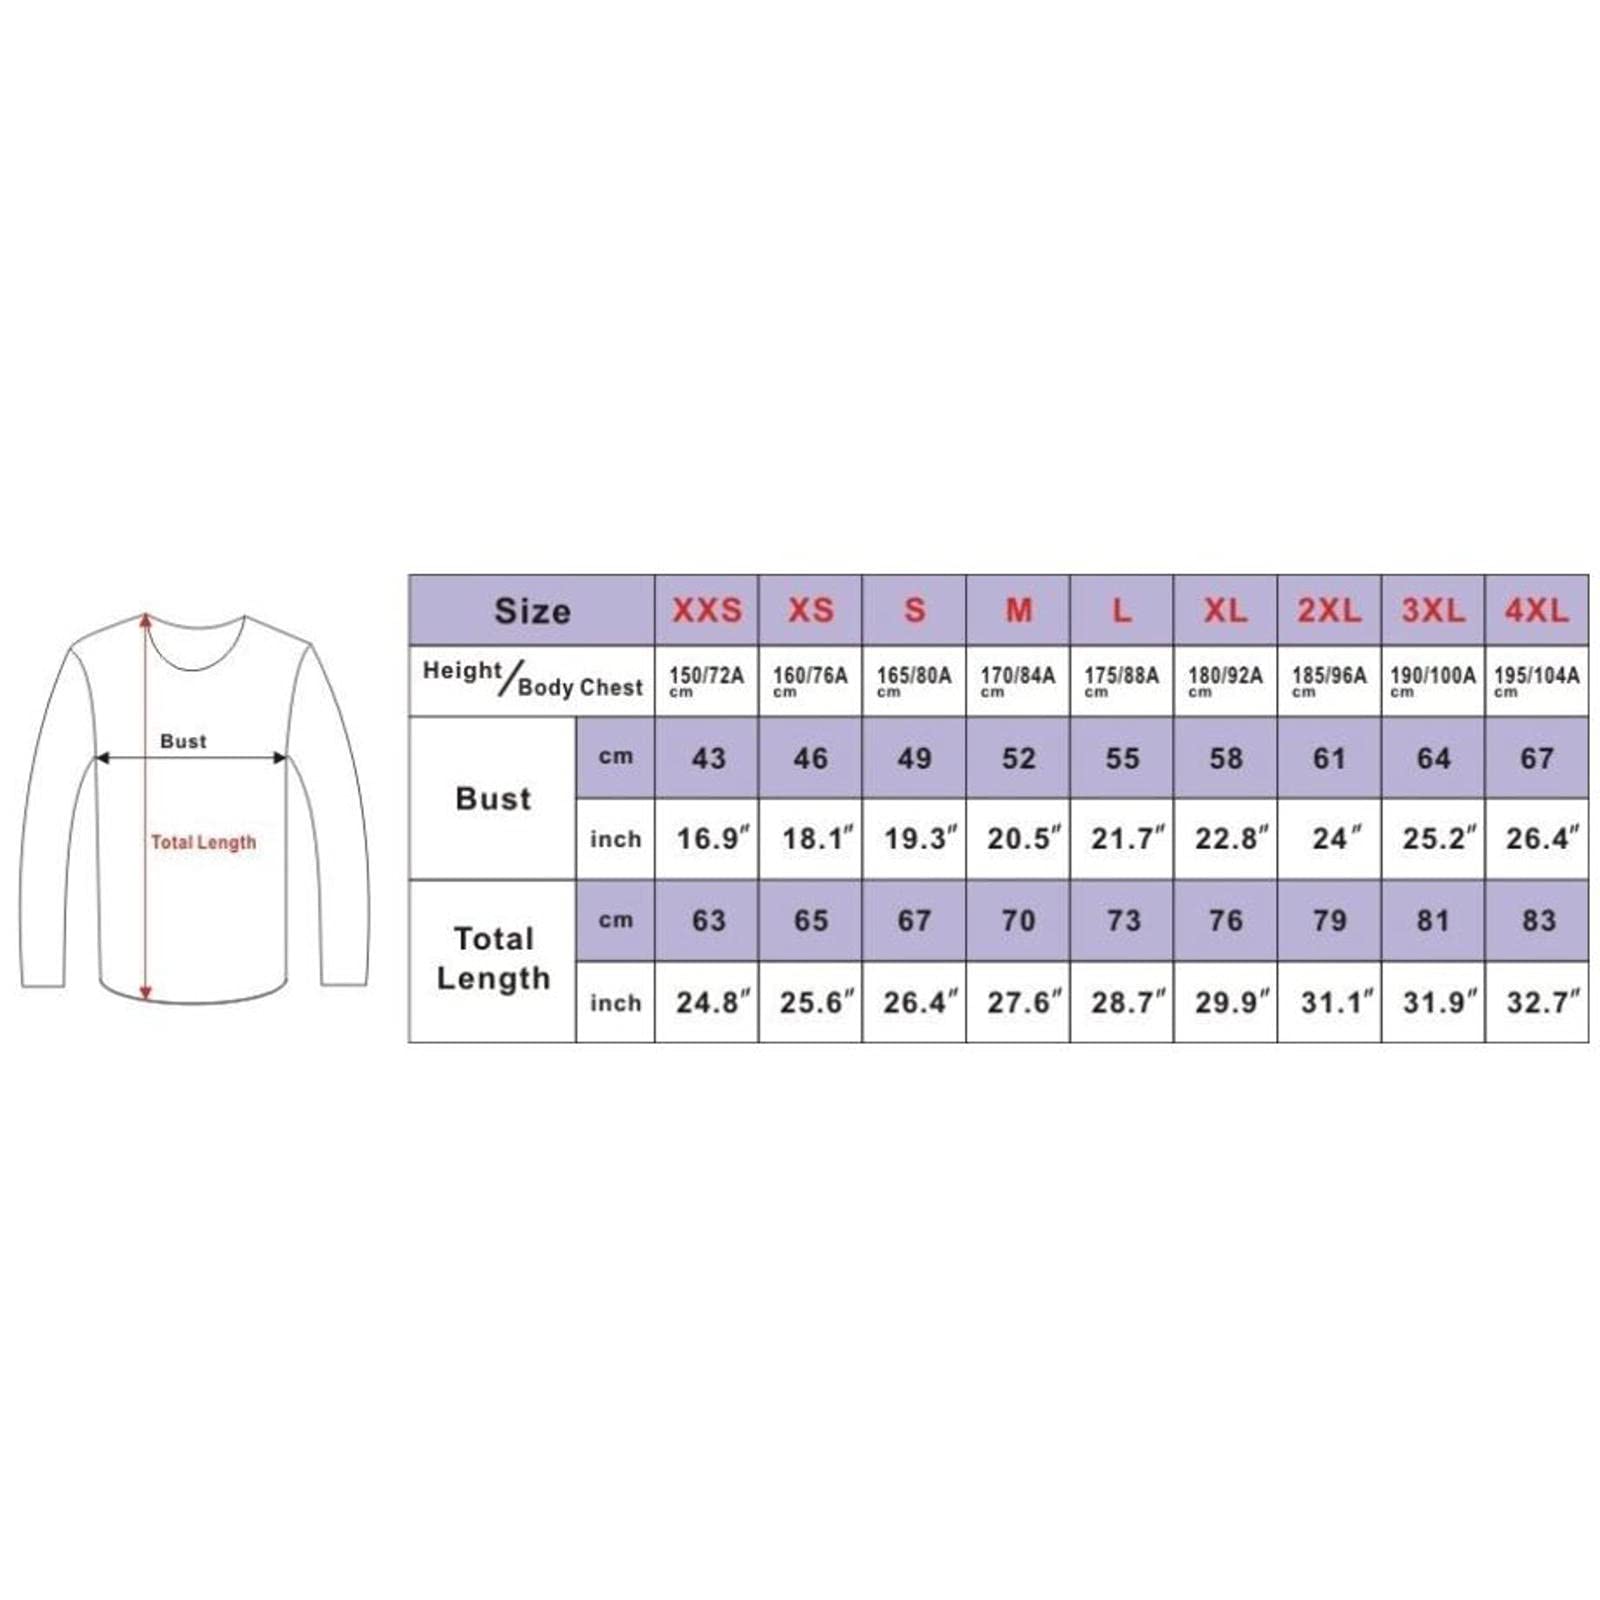 Bust
Total Length
Size XXS XS S M L XL 2XL 3XL 4XL
Height/Body Chest 150/72A cm 160/76A cm 165/80A cm 170/84A cm 175/88A cm 180/92A cm 185/96A cm 190/100A cm 195/104A cm
Bust
cm 43 46 49 52 55 58 61 64 67
inch 16.9″ 18.1″ 19.3″ 20.5″ 21.7″ 22.8″ 24″ 25.2″ 26.4″
Total
Length
cm 63 65 67 70 73 76 79 81 83
inch 24.8″ 25.6″ 26.4″ 27.6″ 28.7″ 29.9″ 31.1″ 31.9″ 32.7″